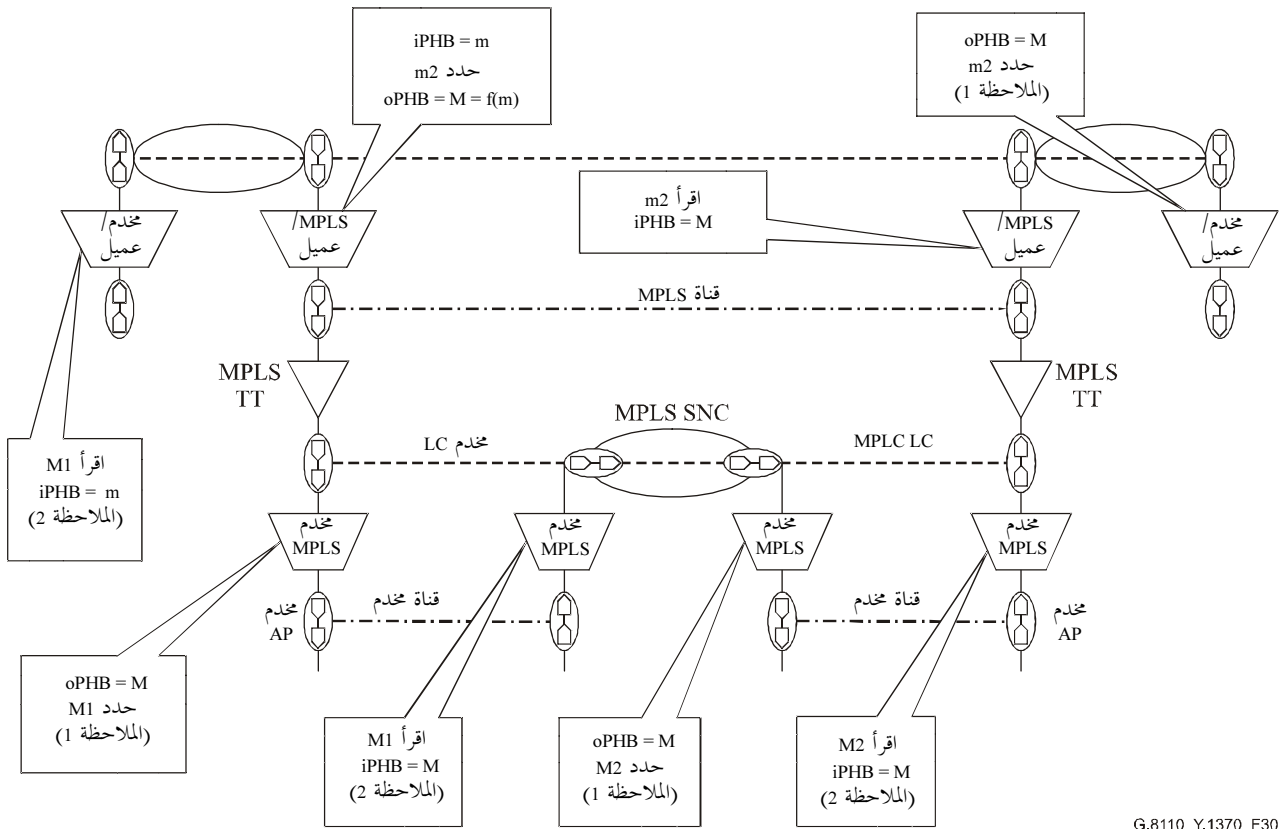 iPHB = m
حدد m2
oPHB = M = f(m)
oPHB = M
حدد m2
(الملاحظة 1)
اقرأ m2
iPHB = M
مخدم/
عميل
MPLS/
عميل
MPLS/
عميل
مخدم/
عميل
قناة MPLS
MPLS
TT
MPLS
TT
MPLS SNC
مخدم LC
MPLC LC
اقرأ M1
iPHB = m
(الملاحظة 2)
مخدم
MPLS
مخدم
MPLS
مخدم
MPLS
مخدم
MPLS
مخدم
AP
قناة مخدم
قناة مخدم
مخدم
AP
oPHB = M
حدد M1
(الملاحظة 1)
اقرأ M1
iPHB = M
(الملاحظة 2)
oPHB = M
حدد M2
(الملاحظة 1)
اقرأ M2
iPHB = M
(الملاحظة 2)
G.8110_Y.1370_F30